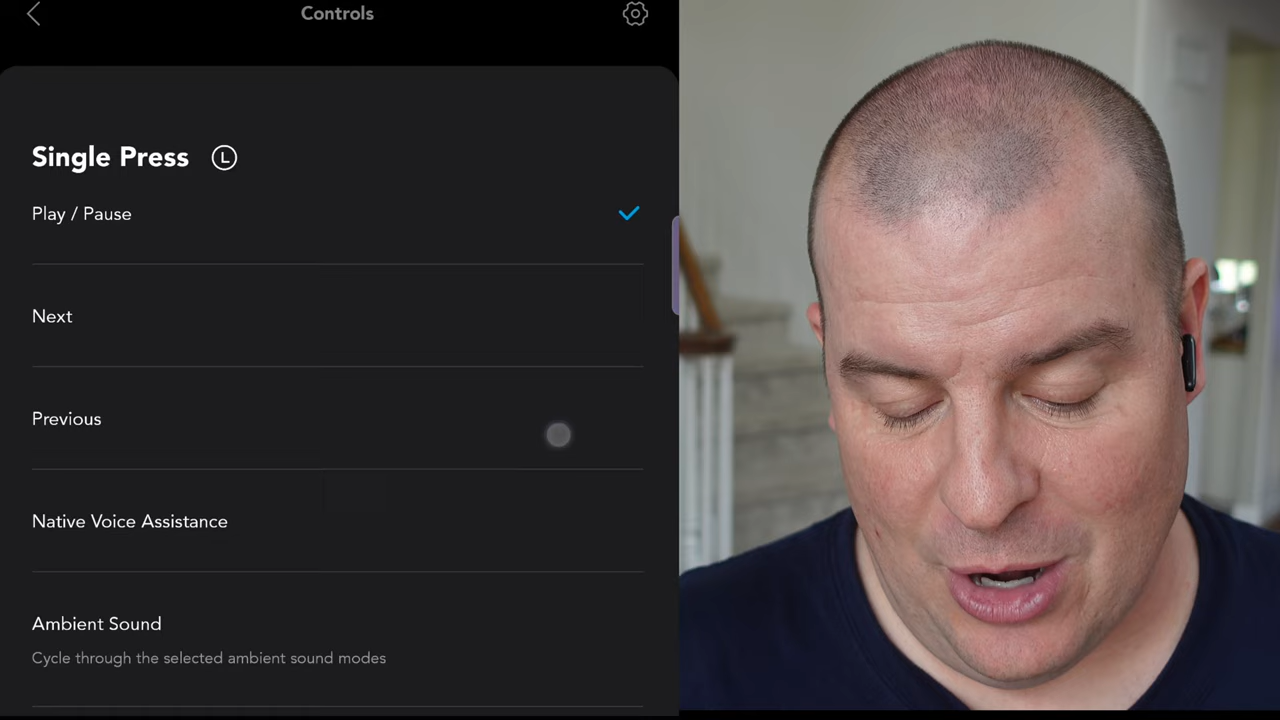 Controls
Single Press L
Play / Pause
Next
Previous
Native Voice Assistance
Ambient Sound
Cycle through the selected ambient sound modes